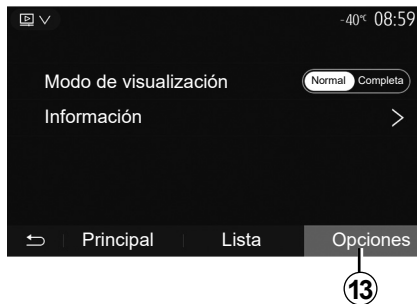 -40°C 08:59
Modo de visualización Normal Completa
Información
Principal Lista Opciones
13